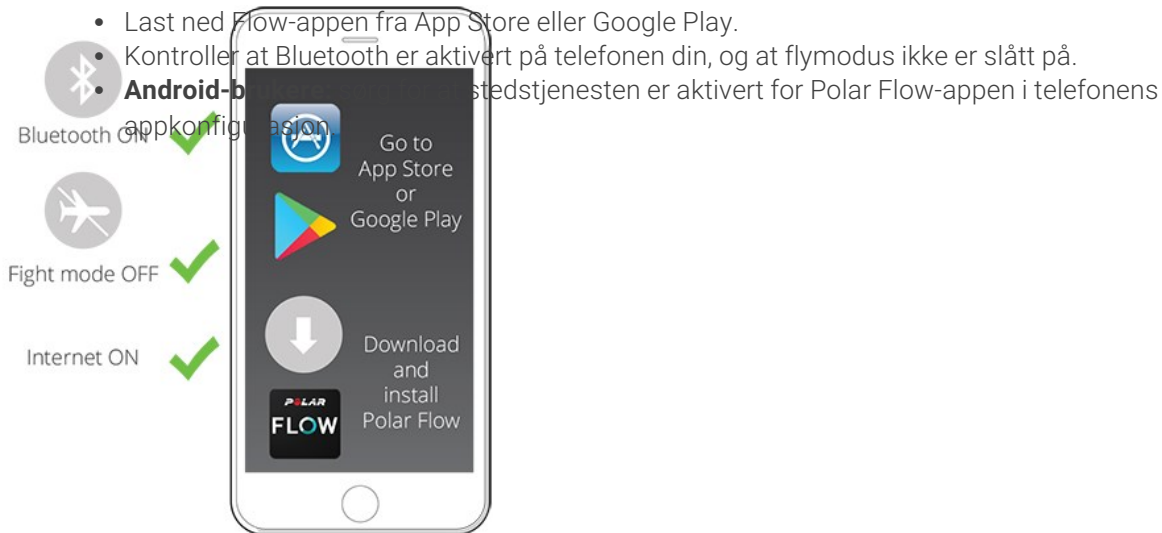 Last ned Flow-appen fra App Store eller Google Play.
Kontroller at Bluetooth er aktivert på telefonen din, og at flymodus ikke er slått på.
Android-brukere: Sørg for at stedstjenesten er aktivert for Polar Flow-appen i telefonens
appkonfigurasjon.
Bluetooth ON
Go to
App Store
or
Google Play
Fight mode OFF
Internet ON
Download
and
install
Polar Flow
POLAR
FLOW